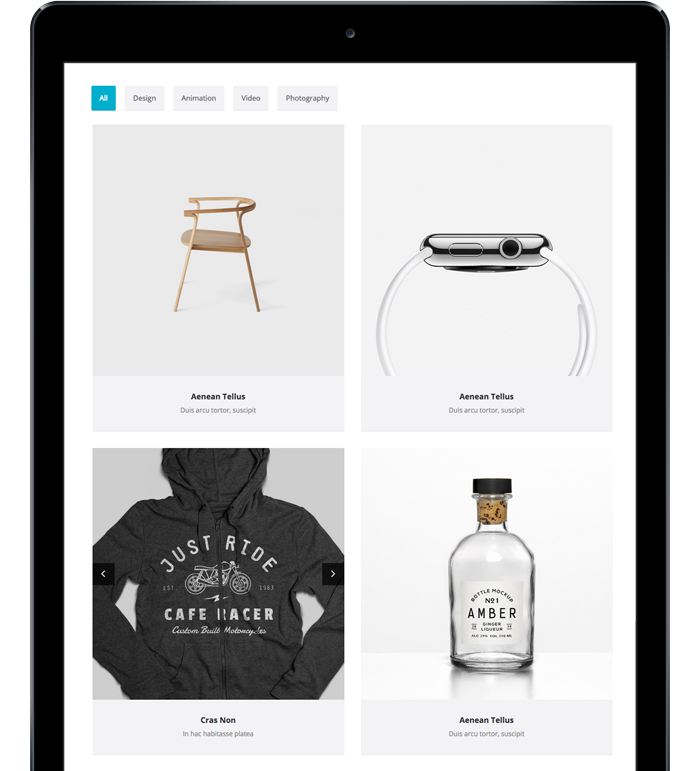 All
Design
Animation
Video
Photography
Aenean Tellus
Duis arcu tortor, suscipit
Aenean Tellus
Duis arcu tortor, suscipit
JUST RIDE
EST. 1983
CAFE RACER
Custom Built Motorcycles
Cras Non
In hac habitasse platea
BOTTLE MOCKUP
Nº1
AMBER
GINGER
LIQUEUR
ALC 29% VOL 250 ML
Aenean Tellus
Duis arcu tortor, suscipit